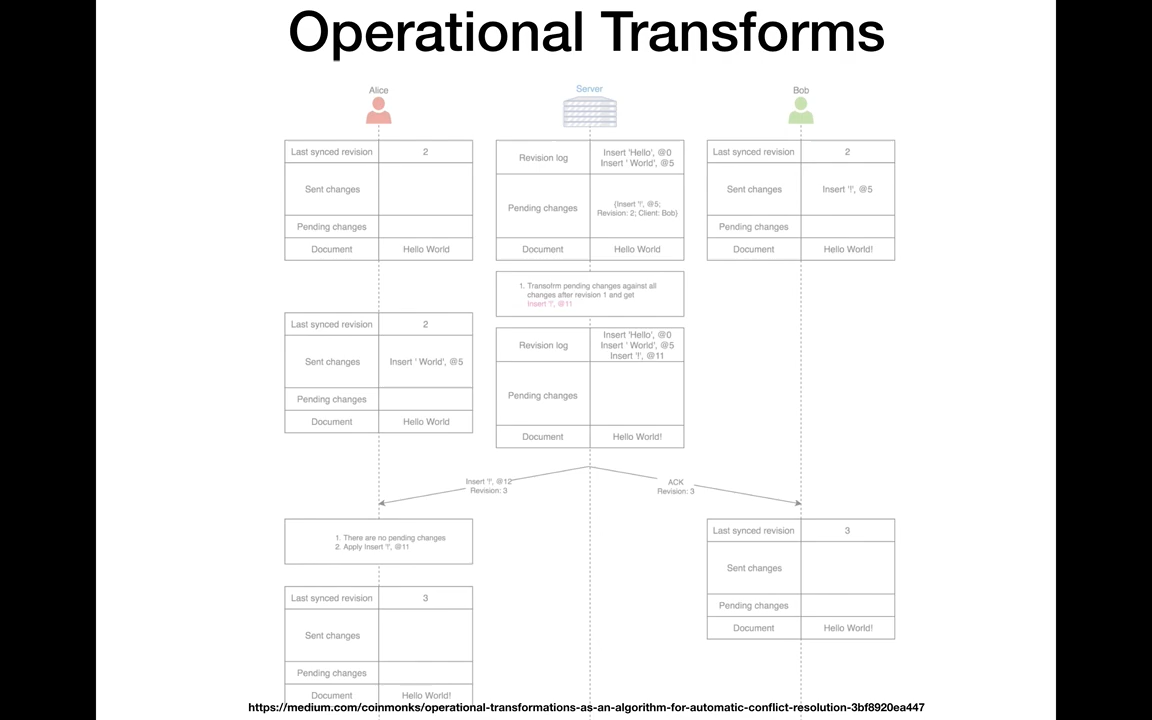 Operational Transforms
Alice
Server
Bob
Last synced revision 2
Sent changes
Pending changes
Document Hello World
Revision log
Insert 'Hello', @0
Insert ' World', @5
Pending changes
{Insert '!', @5;
Revision: 2; Client: Bob}
Document Hello World
Last synced revision 2
Sent changes Insert '!', @5
Pending changes
Document Hello World!
1. Transofrm pending changes against all
changes after revision 1 and get
Insert '!', @11
Last synced revision 2
Sent changes Insert ' World', @5
Pending changes
Document Hello World
Revision log
Insert 'Hello', @0
Insert ' World', @5
Insert '!', @11
Pending changes
Document Hello World!
Insert '!', @12
Revision: 3
ACK
Revision: 3
1. There are no pending changes
2. Apply Insert '!', @11
Last synced revision 3
Sent changes
Pending changes
Document Hello World!
Last synced revision 3
Sent changes
Pending changes
Document Hello World!
https://medium.com/coinmonks/operational-transformations-as-an-algorithm-for-automatic-conflict-resolution-3bf8920ea447